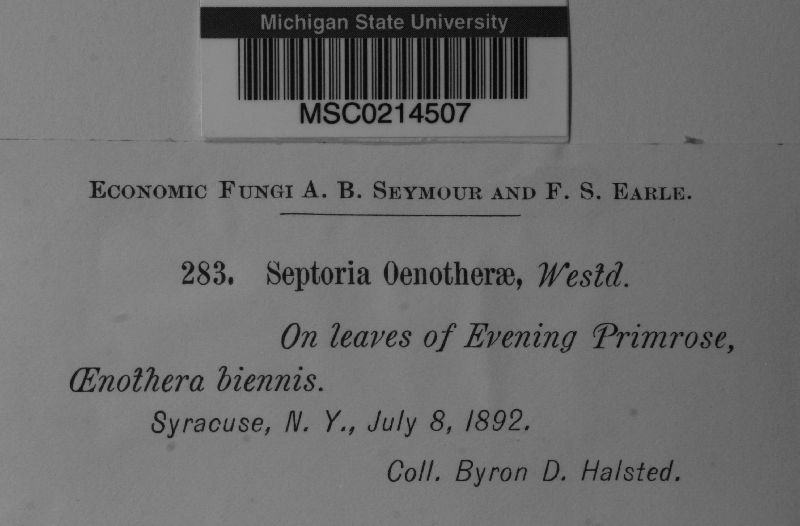 Michigan State University
MSC0214507
Economic Fungi A. B. Seymour and F. S. Earle.
283. Septoria Oenotheræ, Westd.
On leaves of Evening Primrose,
Œnothera biennis.
Syracuse, N. Y., July 8, 1892.
Coll. Byron D. Halsted.